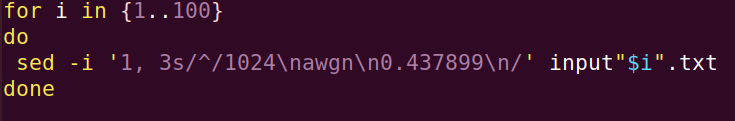 for i in {1..100}
do
 sed -i '1, 3s/^/1024\nawgn\n0.437899\n/' input"$i".txt
done